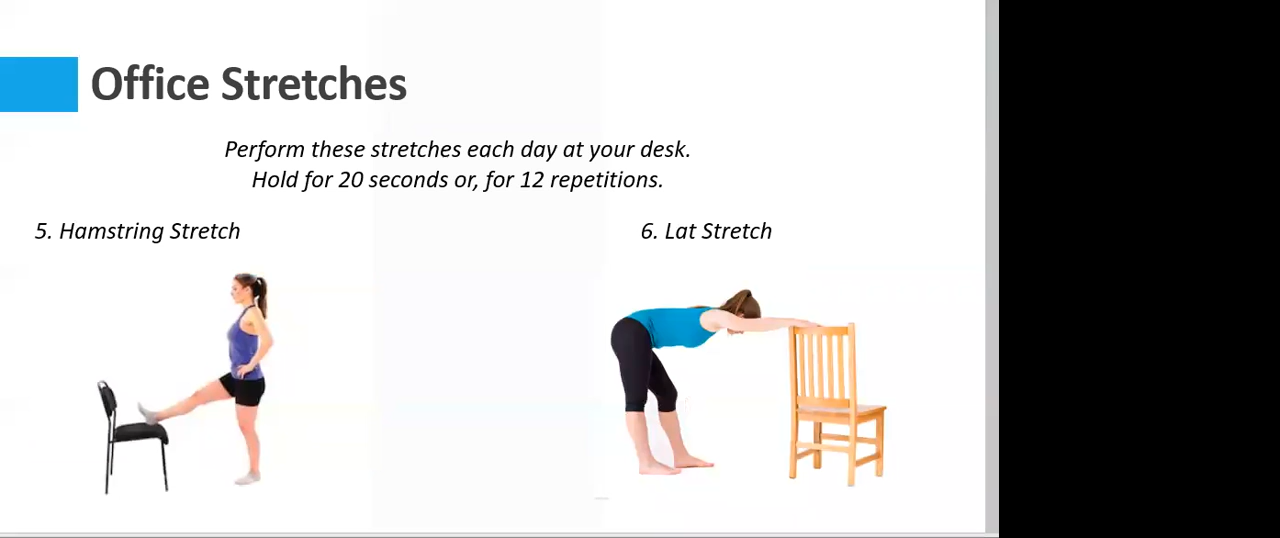 Office Stretches
Perform these stretches each day at your desk.
Hold for 20 seconds or, for 12 repetitions.
5. Hamstring Stretch
6. Lat Stretch